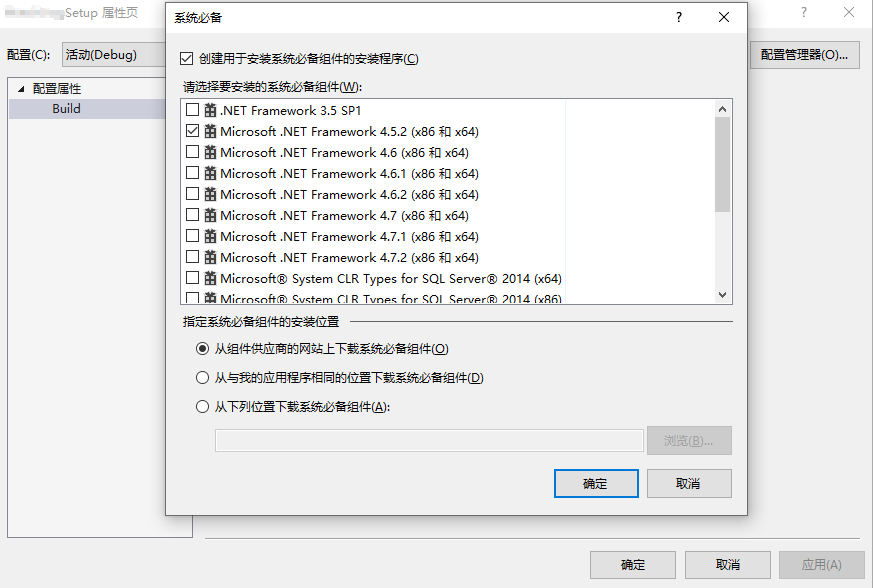 Setup 属性页
配置(C): 活动(Debug)
配置管理器(O)...
配置属性
Build
系统必备
创建用于安装系统必备组件的安装程序(C)
请选择要安装的系统必备组件(W):
.NET Framework 3.5 SP1
Microsoft .NET Framework 4.5.2 (x86 和 x64)
Microsoft .NET Framework 4.6 (x86 和 x64)
Microsoft .NET Framework 4.6.1 (x86 和 x64)
Microsoft .NET Framework 4.6.2 (x86 和 x64)
Microsoft .NET Framework 4.7 (x86 和 x64)
Microsoft .NET Framework 4.7.1 (x86 和 x64)
Microsoft .NET Framework 4.7.2 (x86 和 x64)
Microsoft® System CLR Types for SQL Server® 2014 (x64)
Microsoft® System CLR Types for SQL Server® 2014 (x86)
指定系统必备组件的安装位置
从组件供应商的网站上下载系统必备组件(O)
从与我的应用程序相同的位置下载系统必备组件(D)
从下列位置下载系统必备组件(A):
浏览(B)...
确定 取消
确定 取消 应用(A)